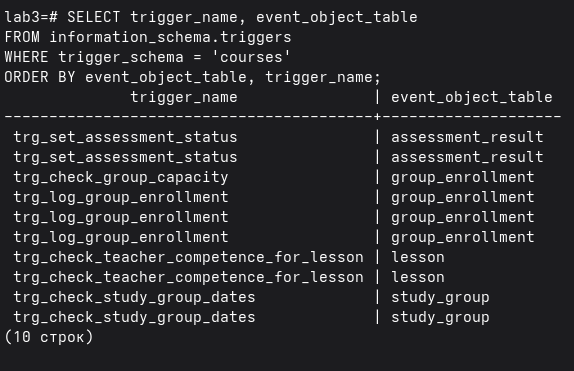 lab3=# SELECT trigger_name, event_object_table
FROM information_schema.triggers
WHERE trigger_schema = 'courses'
ORDER BY event_object_table, trigger_name;
              trigger_name               | event_object_table
-----------------------------------------+--------------------
 trg_set_assessment_status               | assessment_result
 trg_set_assessment_status               | assessment_result
 trg_check_group_capacity                | group_enrollment
 trg_log_group_enrollment                | group_enrollment
 trg_log_group_enrollment                | group_enrollment
 trg_log_group_enrollment                | group_enrollment
 trg_check_teacher_competence_for_lesson | lesson
 trg_check_teacher_competence_for_lesson | lesson
 trg_check_study_group_dates             | study_group
 trg_check_study_group_dates             | study_group
(10 строк)